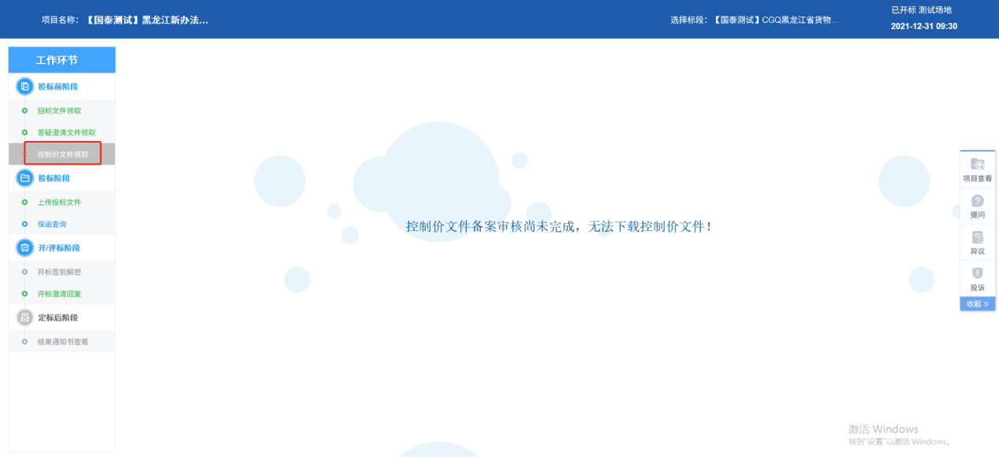 项目名称：【国泰测试】黑龙江新办法...
选择标段：【国泰测试】CGQ黑龙江省货物...
已开标 测试场地
2021-12-31 09:30
工作环节
投标前阶段
招标文件领取
答疑澄清文件领取
控制价文件领取
投标阶段
上传投标文件
保函查询
开/评标阶段
开标签到解密
评标澄清回复
定标后阶段
结果通知书查看
控制价文件备案审核尚未完成，无法下载控制价文件！
项目查看
提问
异议
投诉
收起 »
激活 Windows
转到"设置"以激活 Windows。